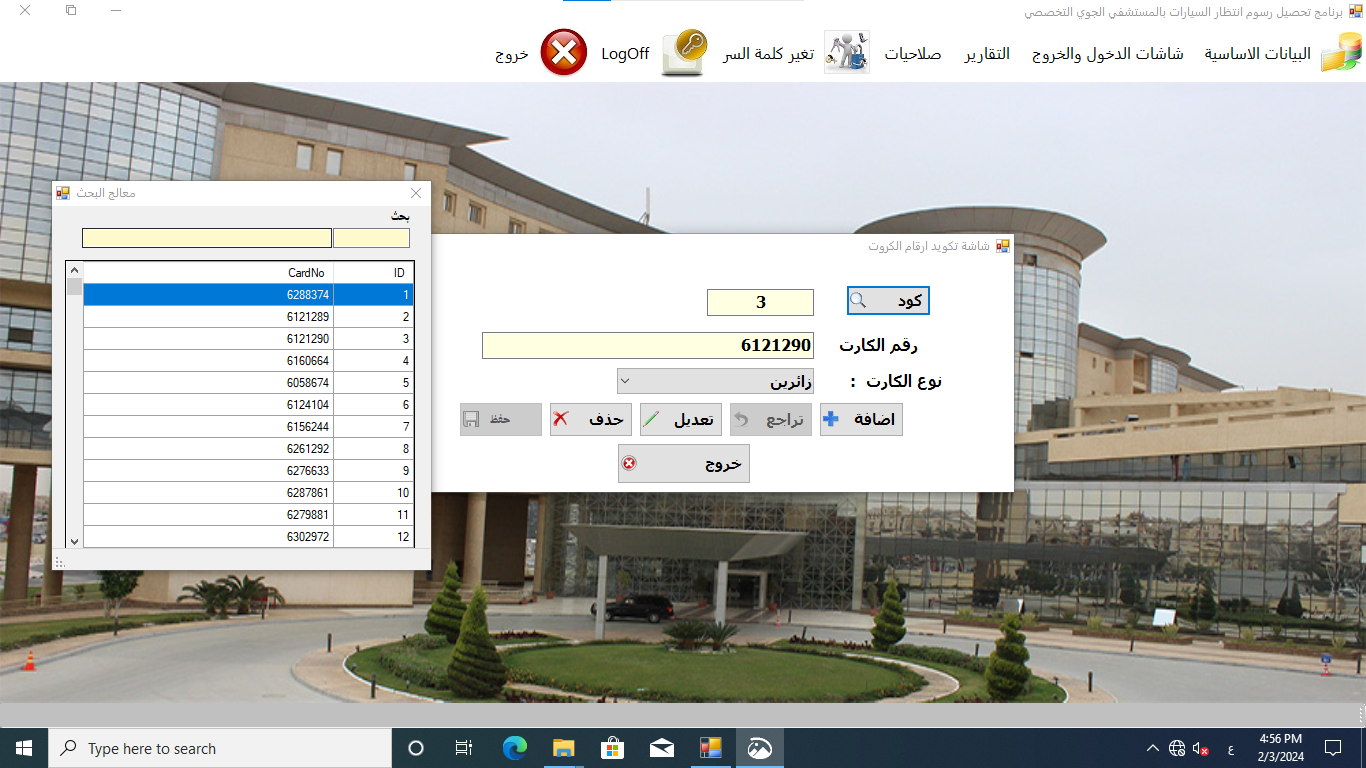 برنامج تحصيل رسوم انتظار السيارات بالمستشفي الجوي التخصصي
البيانات الاساسية شاشات الدخول والخروج التقارير صلاحيات تغير كلمة السر LogOff خروج
معالج البحث
بحث
ID CardNo
1 6288374
2 6121289
3 6121290
4 6160664
5 6058674
6 6124104
7 6156244
8 6261292
9 6276633
10 6287861
11 6279881
12 6302972
شاشة تكويد ارقام الكروت
كود 3
رقم الكارت 6121290
نوع الكارت : زائرين
اضافة تراجع تعديل حذف حفظ
خروج
Type here to search
ع
4:56 PM
2/3/2024